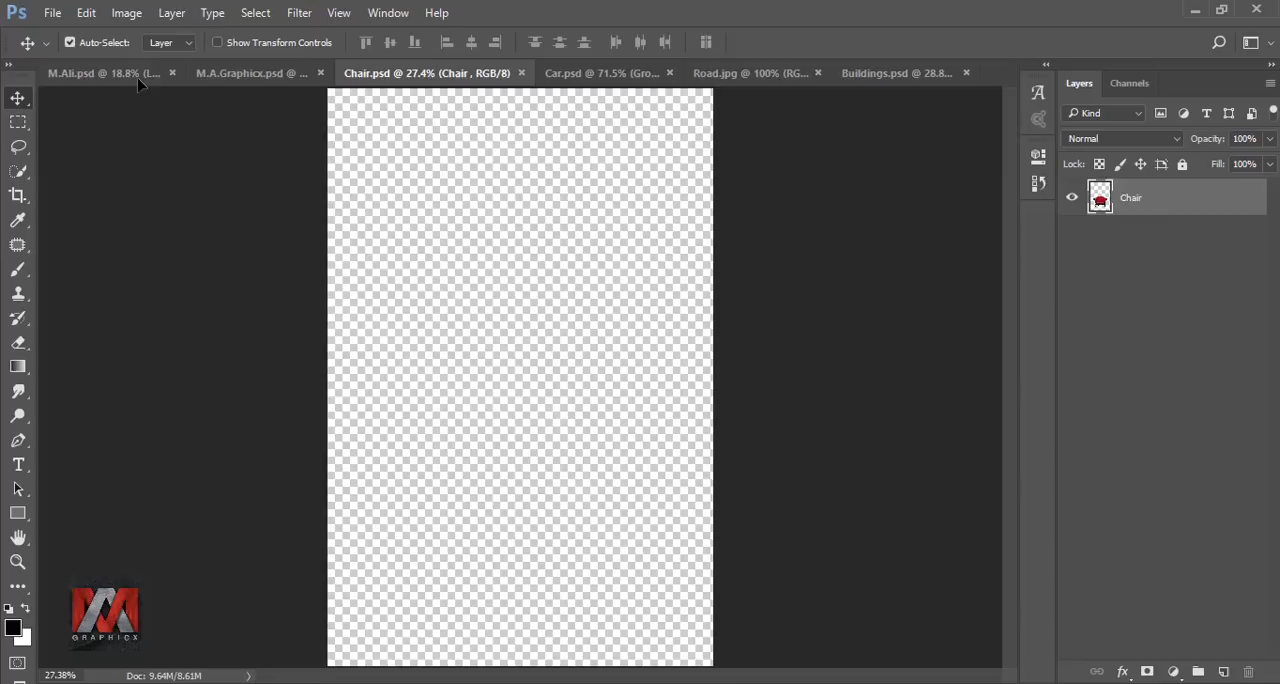 Ps File Edit Image Layer Type Select Filter View Window Help
Auto-Select: Layer Show Transform Controls
M.Ali.psd @ 18.8% (L... M.A.Graphicx.psd @ ... Chair.psd @ 27.4% (Chair , RGB/8) Car.psd @ 71.5% (Gro... Road.jpg @ 100% (RG... Buildings.psd @ 28.8...
Layers Channels
Kind
Normal Opacity: 100%
Lock: Fill: 100%
Chair
GRAPHICX
27.38% Doc: 9.64M/8.61M